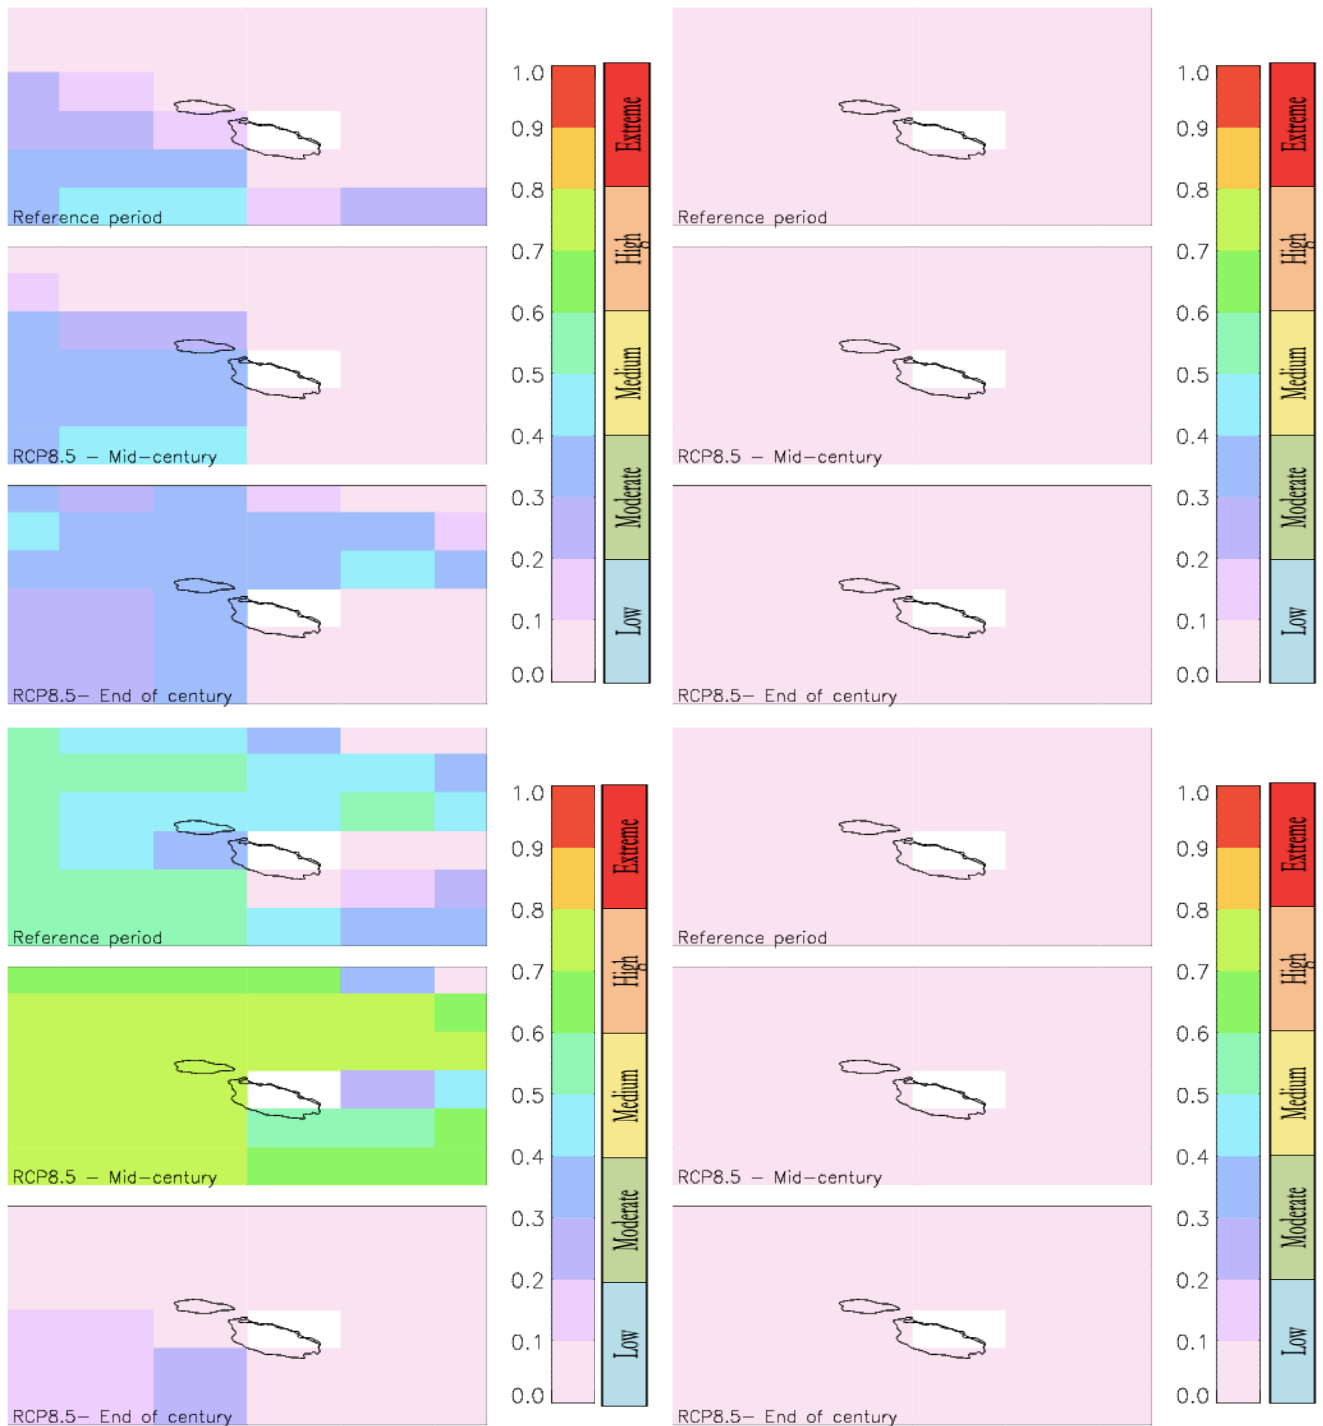 Reference period
RCP8.5 - Mid-century
RCP8.5- End of century
1.0
0.9
0.8
0.7
0.6
0.5
0.4
0.3
0.2
0.1
0.0
Extreme
High
Medium
Moderate
Low
Reference period
RCP8.5 - Mid-century
RCP8.5- End of century
1.0
0.9
0.8
0.7
0.6
0.5
0.4
0.3
0.2
0.1
0.0
Extreme
High
Medium
Moderate
Low
Reference period
RCP8.5 - Mid-century
RCP8.5- End of century
1.0
0.9
0.8
0.7
0.6
0.5
0.4
0.3
0.2
0.1
0.0
Extreme
High
Medium
Moderate
Low
Reference period
RCP8.5 - Mid-century
RCP8.5- End of century
1.0
0.9
0.8
0.7
0.6
0.5
0.4
0.3
0.2
0.1
0.0
Extreme
High
Medium
Moderate
Low